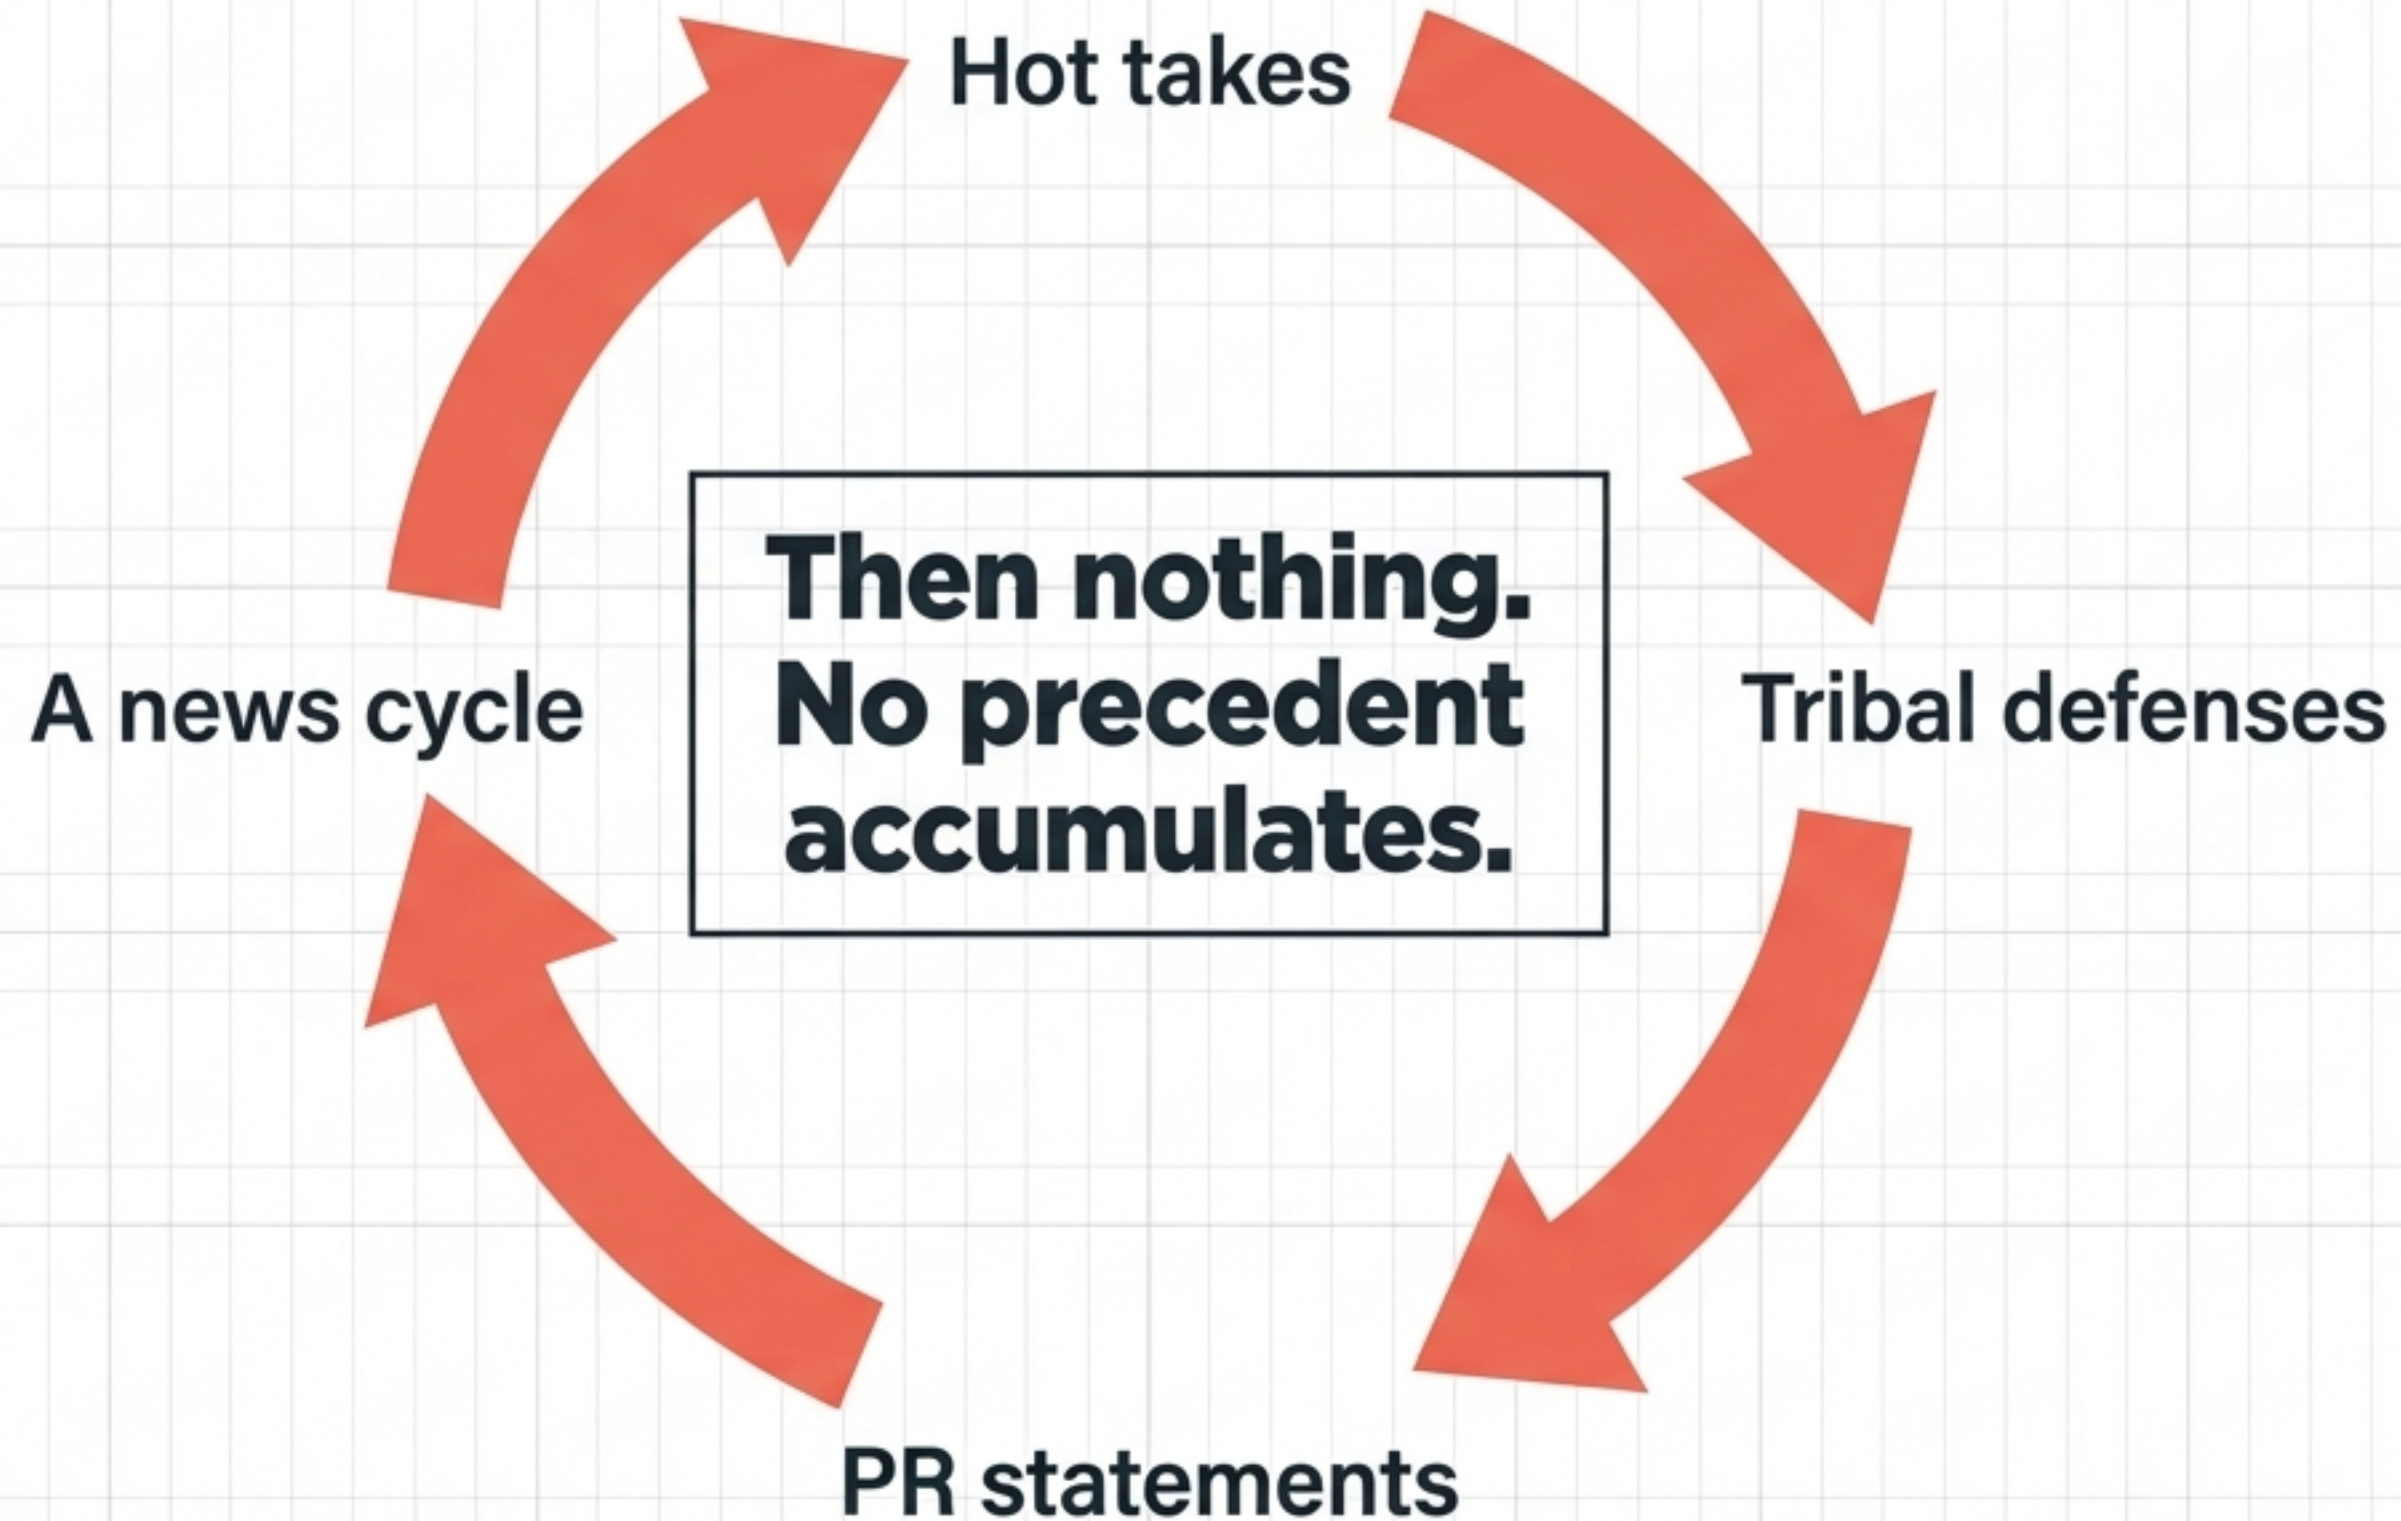 Hot takes
Then nothing.
No precedent
accumulates.
A news cycle
Tribal defenses
PR statements